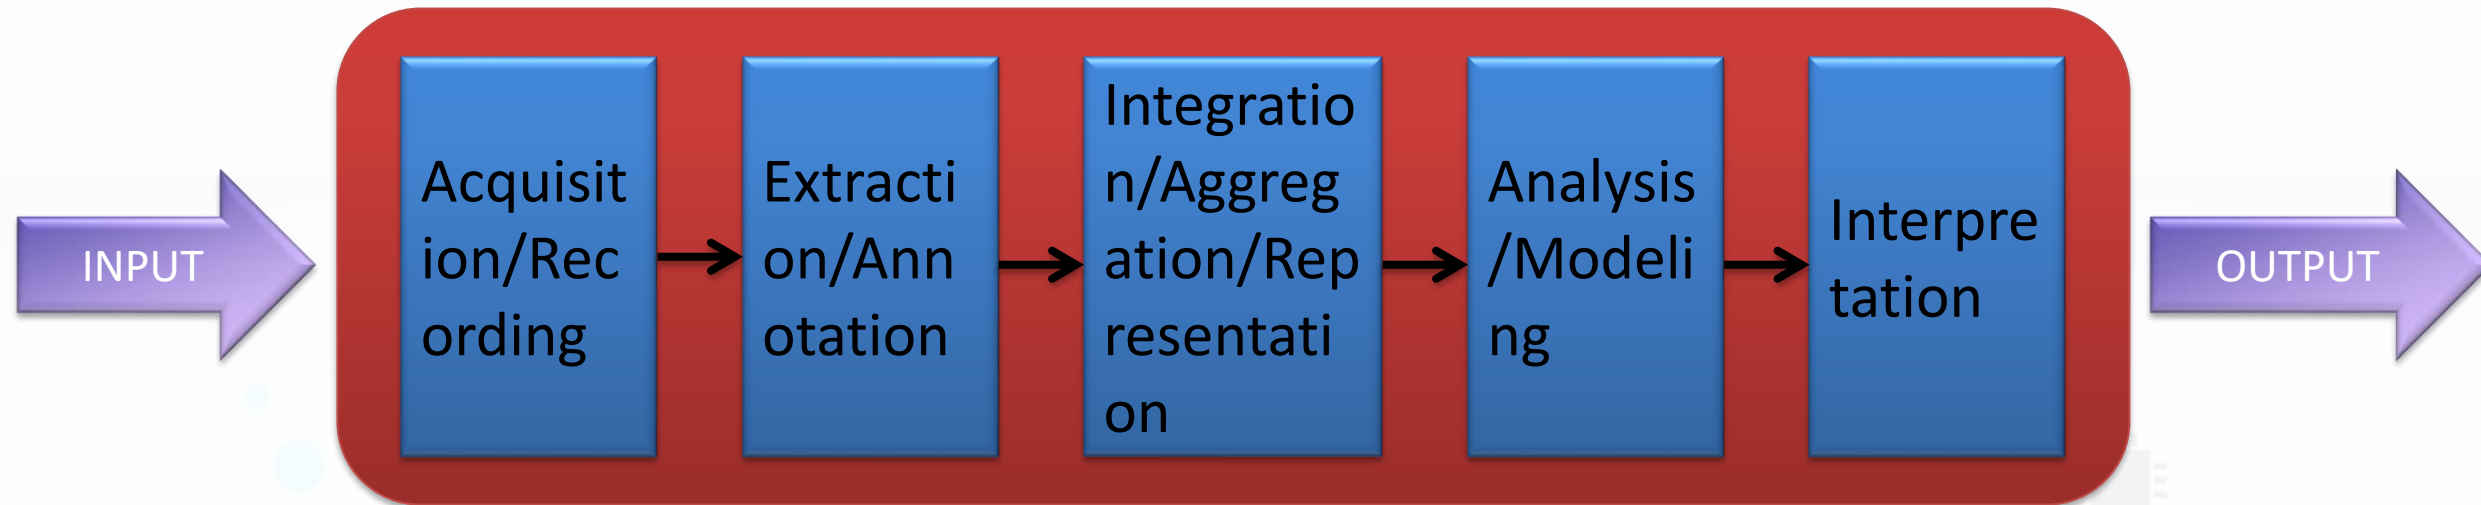 INPUT
Acquisit
ion/Rec
ording
Extracti
on/Ann
otation
Integratio
n/Aggreg
ation/Rep
resentati
on
Analysis
/Modeli
ng
Interpre
tation
OUTPUT